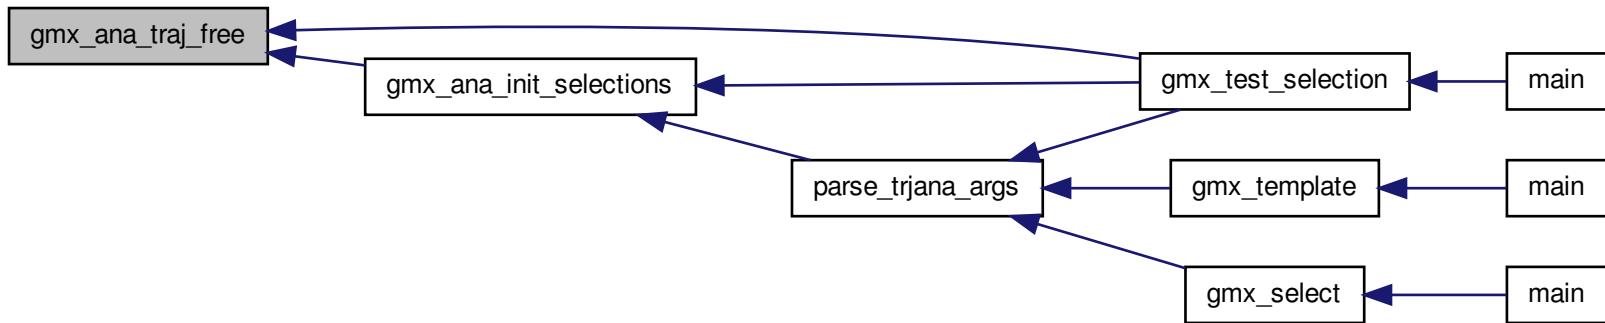 gmx_ana_traj_free
gmx_ana_init_selections
gmx_test_selection
main
parse_trjana_args
gmx_template
main
gmx_select
main